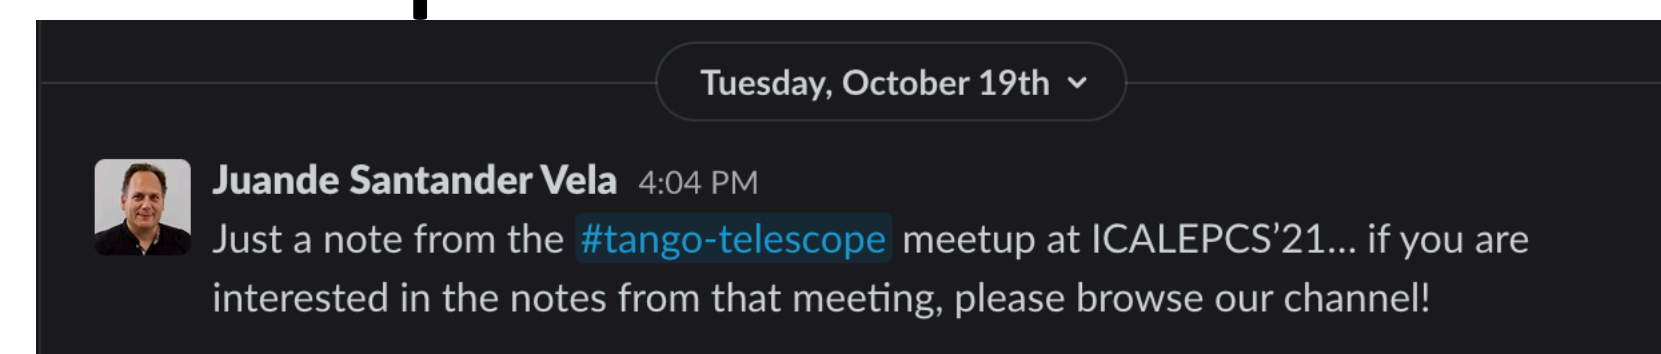 Tuesday, October 19th
Juande Santander Vela 4:04 PM
Just a note from the #tango-telescope meetup at ICALEPCS’21... if you are
interested in the notes from that meeting, please browse our channel!